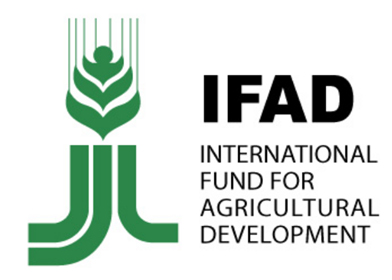 IFAD
INTERNATIONAL
FUND FOR
AGRICULTURAL
DEVELOPMENT